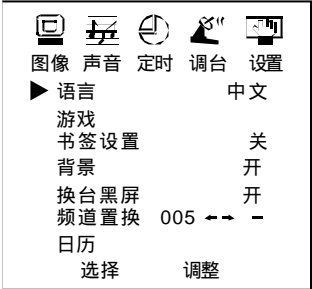 图像 声音 定时 调台 设置
▶ 语言 中文
游戏
书签设置 关
背景 开
换台黑屏 开
频道置换 005 ←→ –
日历
选择 调整